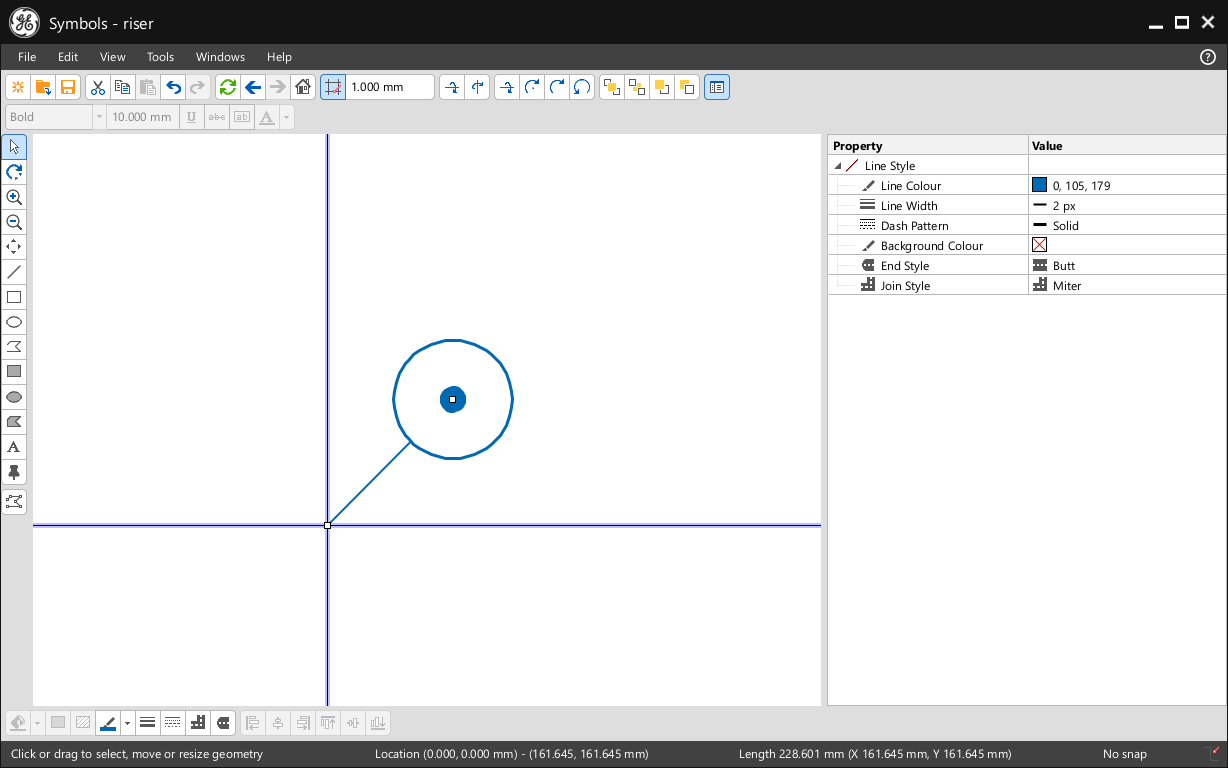 Symbols - riser
File Edit View Tools Windows Help
1.000 mm
Bold 10.000 mm U abc ab A
A
Property Value
Line Style
Line Colour 0, 105, 179
Line Width 2 px
Dash Pattern Solid
Background Colour
End Style Butt
Join Style Miter
Click or drag to select, move or resize geometry Location (0.000, 0.000 mm) - (161.645, 161.645 mm) Length 228.601 mm (X 161.645 mm, Y 161.645 mm) No snap